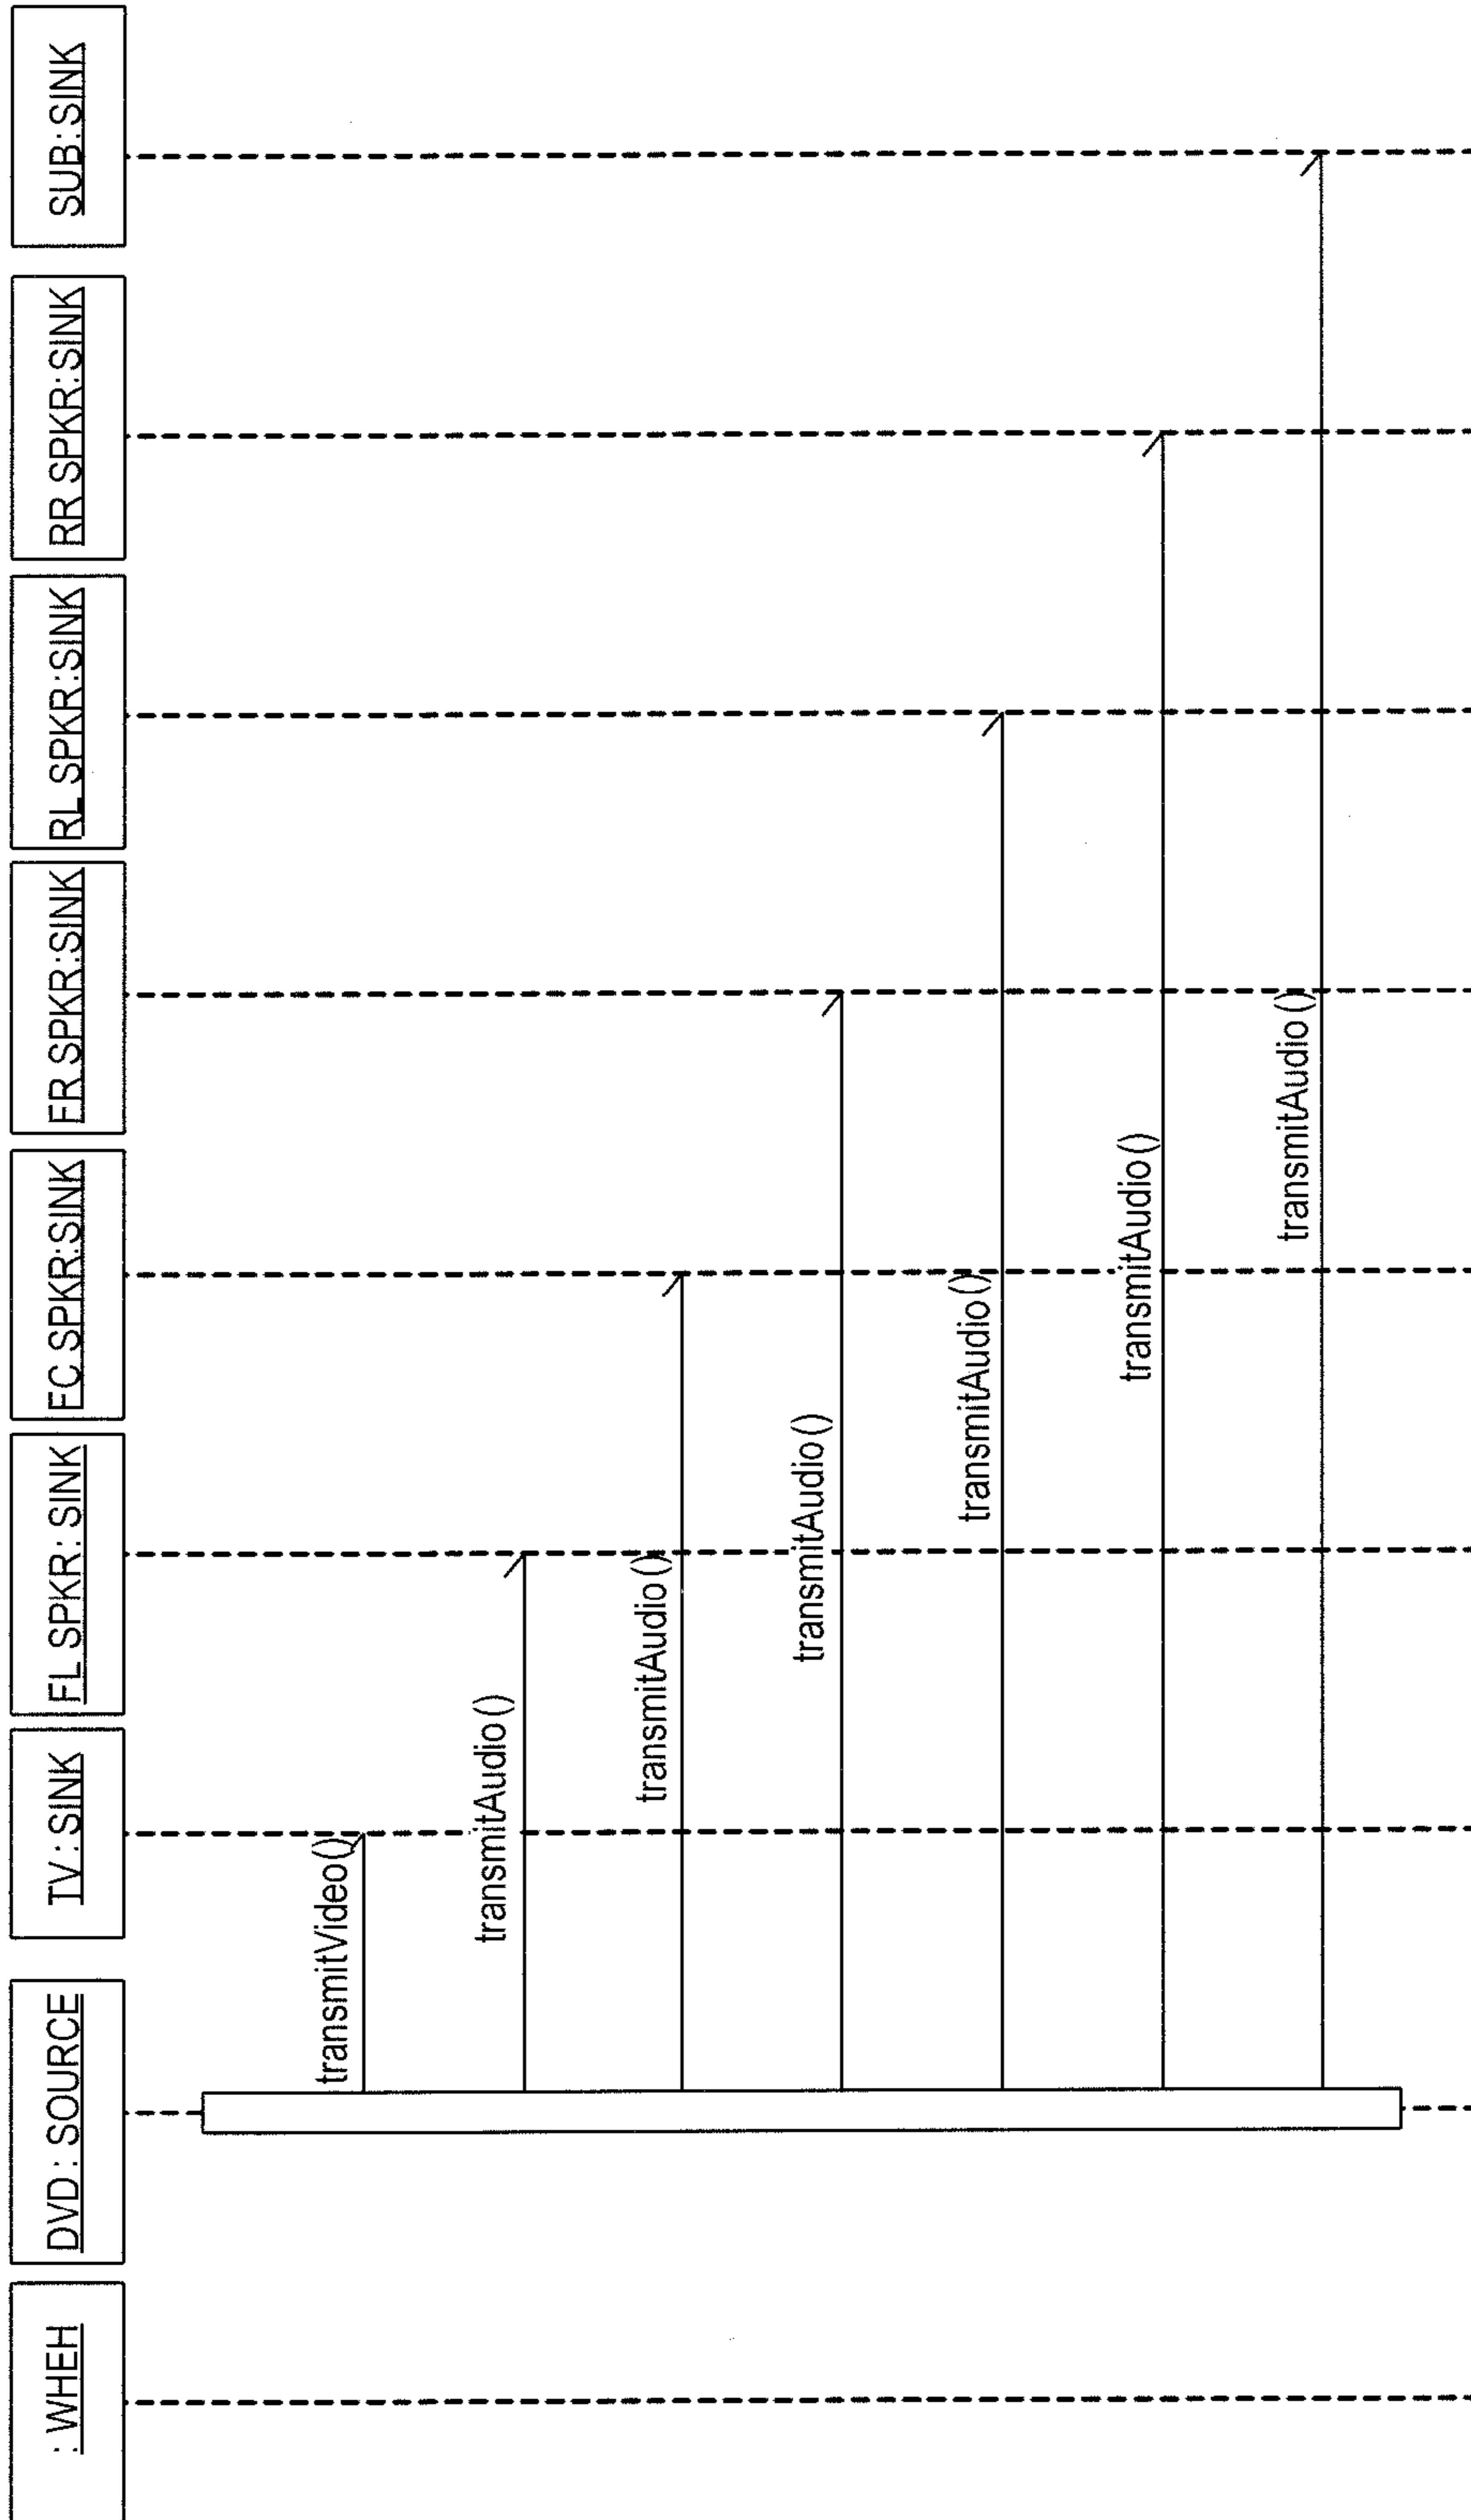 : WHEH
DVD : SOURCE
TV : SINK
FL SPKR : SINK
FC SPKR:SINK
FR SPKR:SINK
RL SPKR:SINK
RR SPKR:SINK
SUB:SINK
transmitVideo()
transmitAudio()
transmitAudio()
transmitAudio()
transmitAudio()
transmitAudio()
transmitAudio()